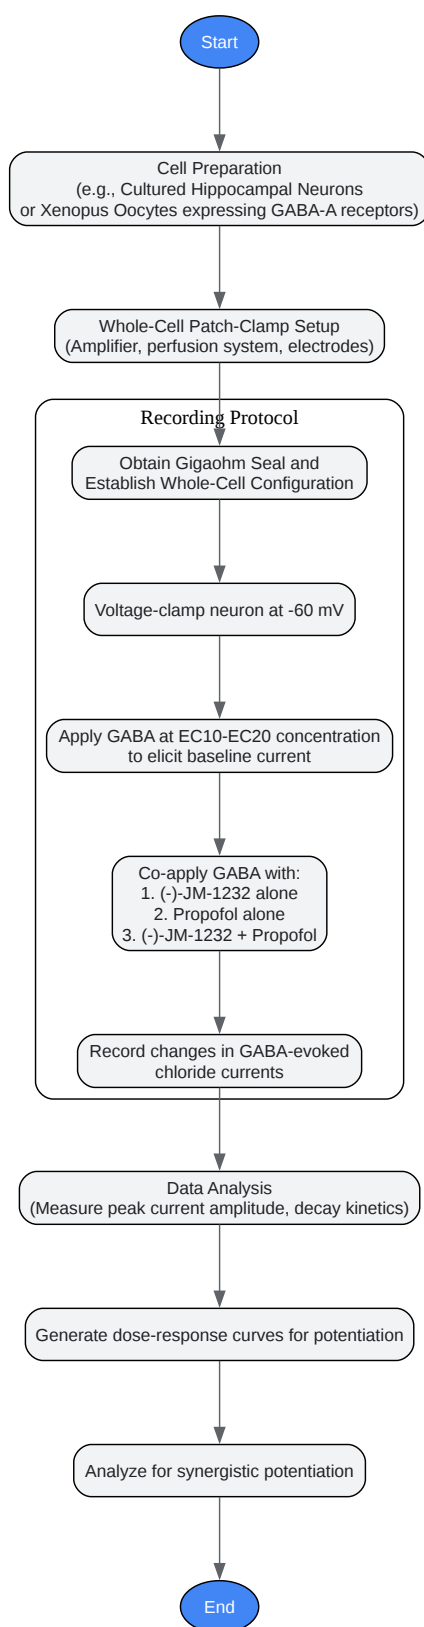 Start
Cell Preparation
(e.g., Cultured Hippocampal Neurons
or Xenopus Oocytes expressing GABA-A receptors)
Whole-Cell Patch-Clamp Setup
(Amplifier, perfusion system, electrodes)
Recording Protocol
Obtain Gigaohm Seal and
Establish Whole-Cell Configuration
Voltage-clamp neuron at -60 mV
Apply GABA at EC10-EC20 concentration
to elicit baseline current
Co-apply GABA with:
1. (-)-JM-1232 alone
2. Propofol alone
3. (-)-JM-1232 + Propofol
Record changes in GABA-evoked
chloride currents
Data Analysis
(Measure peak current amplitude, decay kinetics)
Generate dose-response curves for potentiation
Analyze for synergistic potentiation
End